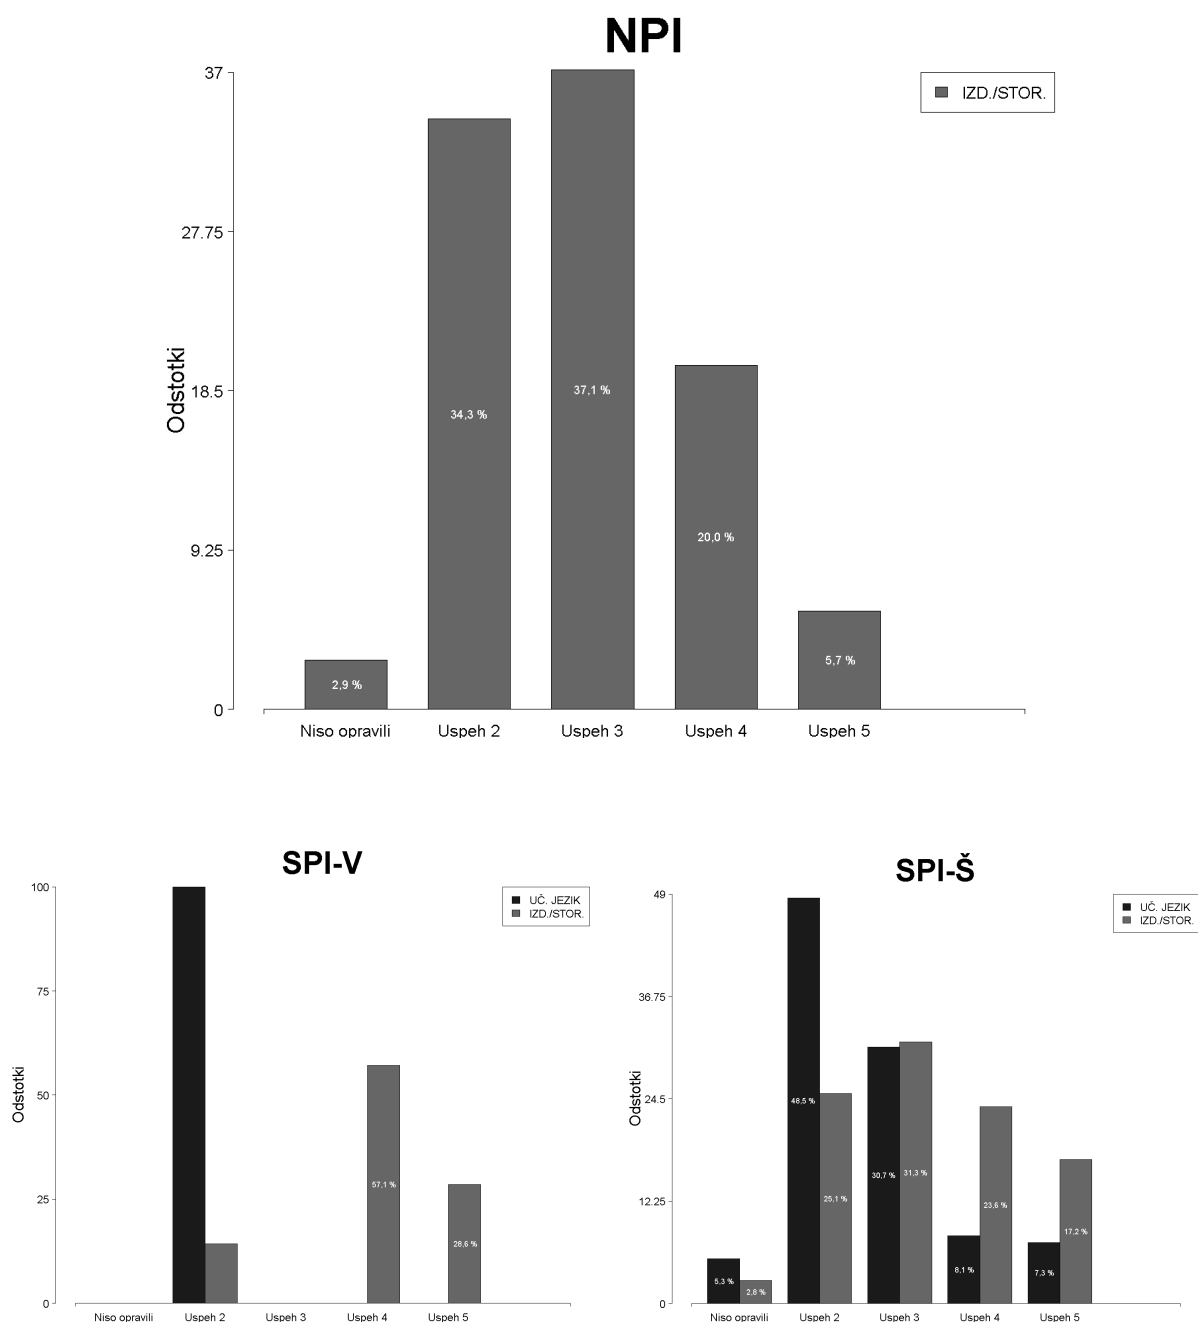 NPI
37
IZD./STOR.
27.75
Odstotki
18.5
37,1 %
34,3 %
9.25
20,0 %
5,7 %
2,9 %
0
Niso opravili Uspeh 2 Uspeh 3 Uspeh 4 Uspeh 5
SPI-V
100
UČ. JEZIK
IZD./STOR.
75
Odstotki
50
57,1 %
25
28,6 %
0
Niso opravili Uspeh 2 Uspeh 3 Uspeh 4 Uspeh 5
SPI-Š
49
UČ. JEZIK
IZD./STOR.
36.75
Odstotki
24.5
48,5 %
12.25
30,7 %
31,3 %
25,1 %
23,6 %
17,2 %
8,1 %
7,3 %
5,3 %
2,8 %
0
Niso opravili Uspeh 2 Uspeh 3 Uspeh 4 Uspeh 5